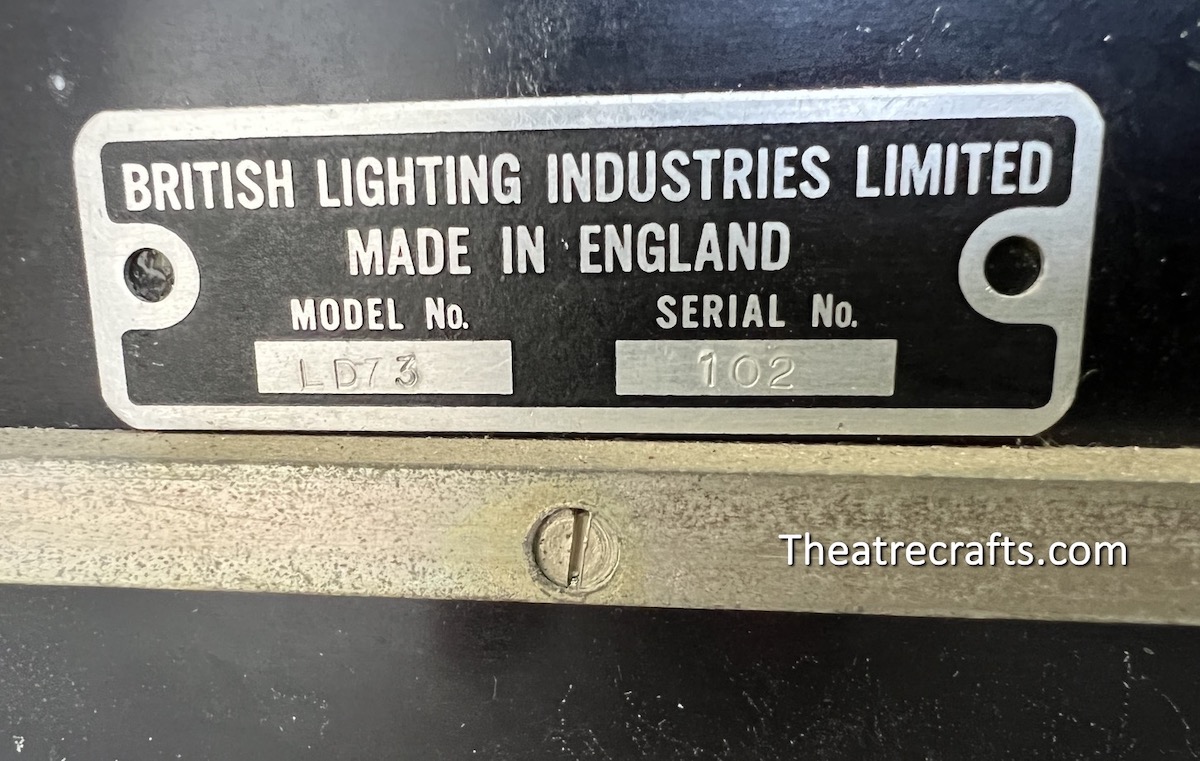 BRITISH LIGHTING INDUSTRIES LIMITED
MADE IN ENGLAND
MODEL No. SERIAL No.
LD73 102
Theatrecrafts.com